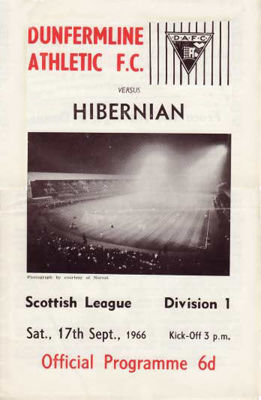 DUNFERMLINE
ATHLETIC F.C.
D.A.F.C
VERSUS
HIBERNIAN
Photograph by courtesy of Norval
Scottish League Division 1
Sat., 17th Sept., 1966 Kick-Off 3 p.m.
Official Programme 6d